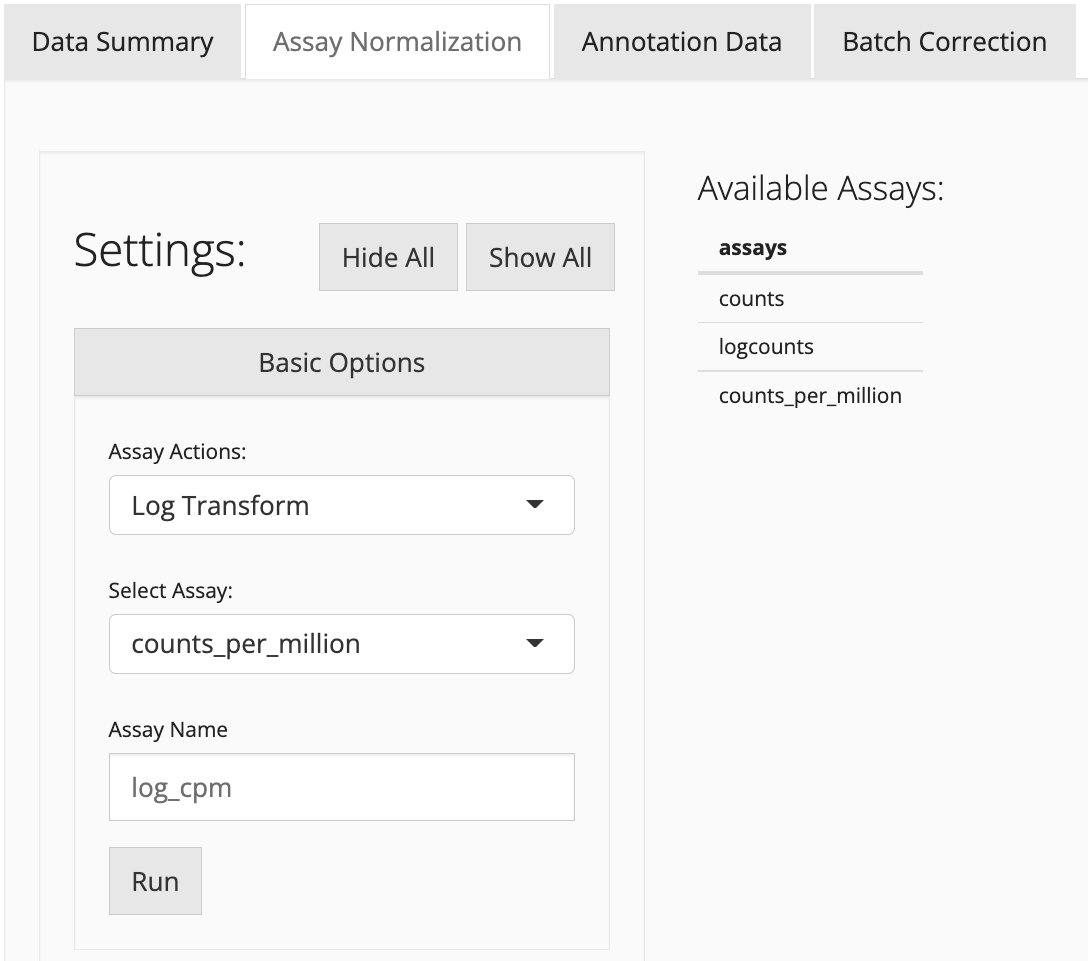 Data Summary
Assay Normalization
Annotation Data
Batch Correction
Settings:
Hide All
Show All
Basic Options
Assay Actions:
Log Transform
Select Assay:
counts_per_million
Assay Name
log_cpm
Run
Available Assays:
assays
counts
logcounts
counts_per_million